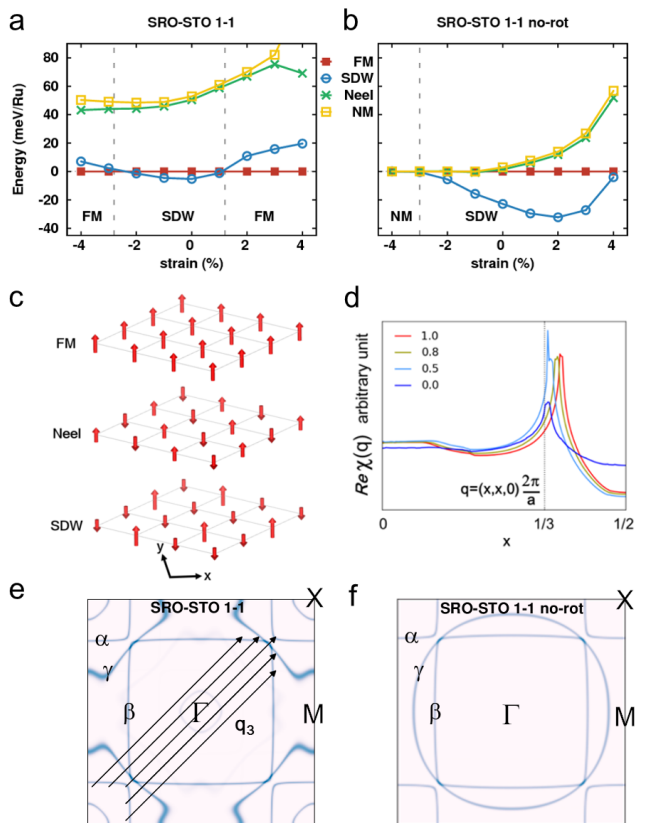 a
SRO-STO 1-1
b
SRO-STO 1-1 no-rot
80
60
40
20
0
-20
-40
Energy (meV/Ru)
FM
SDW
Neel
NM
FM
SDW
FM
NM
SDW
-4
-2
0
2
4
-4
-2
0
2
4
strain (%)
strain (%)
c
FM
Neel
SDW
y
x
d
Re χ(q) arbitrary unit
1.0
0.8
0.5
0.0
q=(x,x,0) 2π/a
0
1/3
1/2
x
e
SRO-STO 1-1
X
α
γ
β
Γ
M
q3
f
SRO-STO 1-1 no-rot
X
α
γ
β
Γ
M